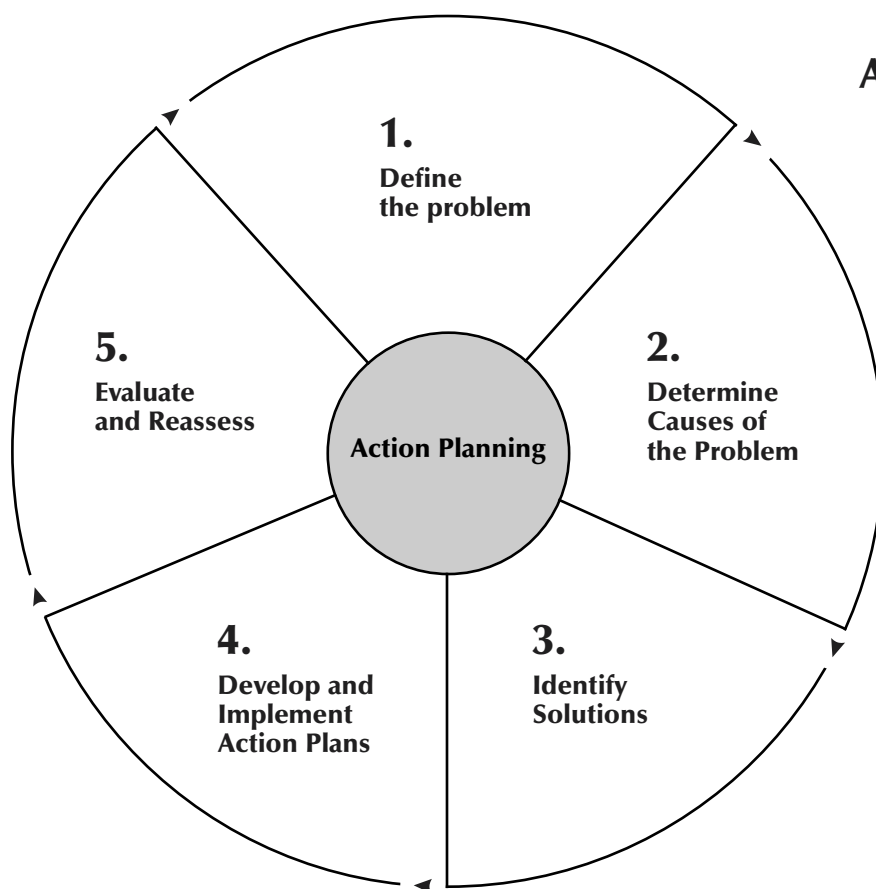 A
1.
Define
the problem
2.
Determine
Causes of
the Problem
3.
Identify
Solutions
4.
Develop and
Implement
Action Plans
5.
Evaluate
and Reassess
Action Planning